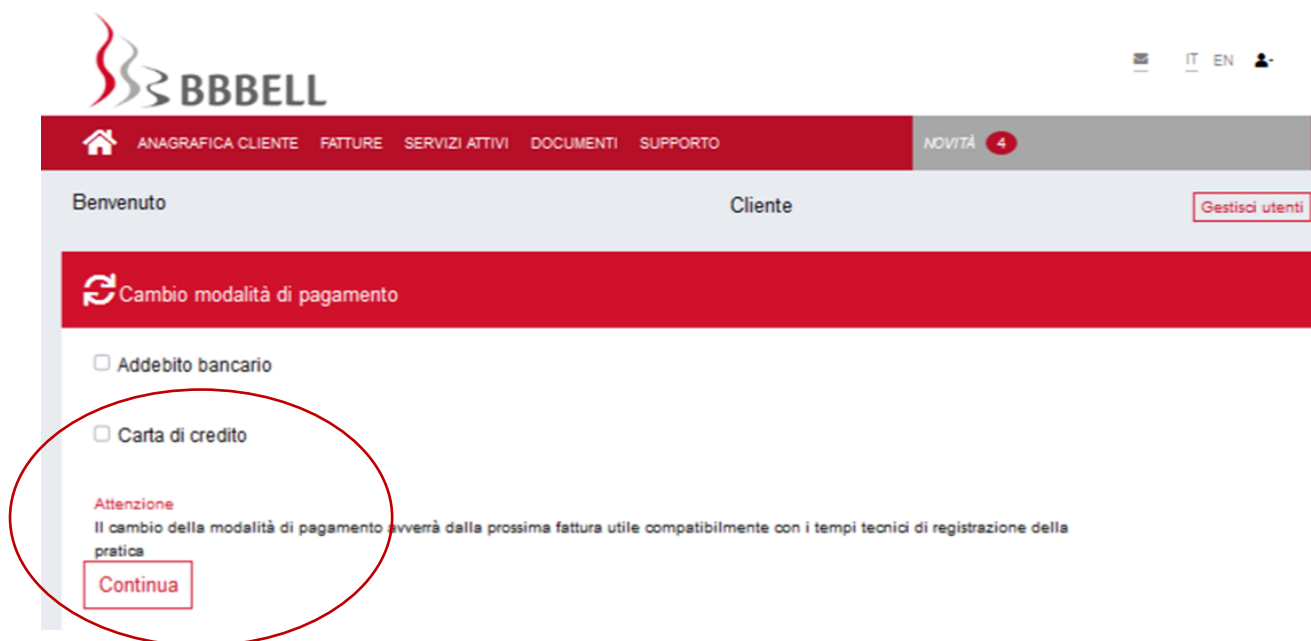 BBBELL
IT EN
ANAGRAFICA CLIENTE FATTURE SERVIZI ATTIVI DOCUMENTI SUPPORTO NOVITÁ 4
Benvenuto Cliente Gestisci utenti
Cambio modalità di pagamento
Addebito bancario
Carta di credito
Attenzione
Il cambio della modalità di pagamento avverrà dalla prossima fattura utile compatibilmente con i tempi tecnici di registrazione della
pratica
Continua